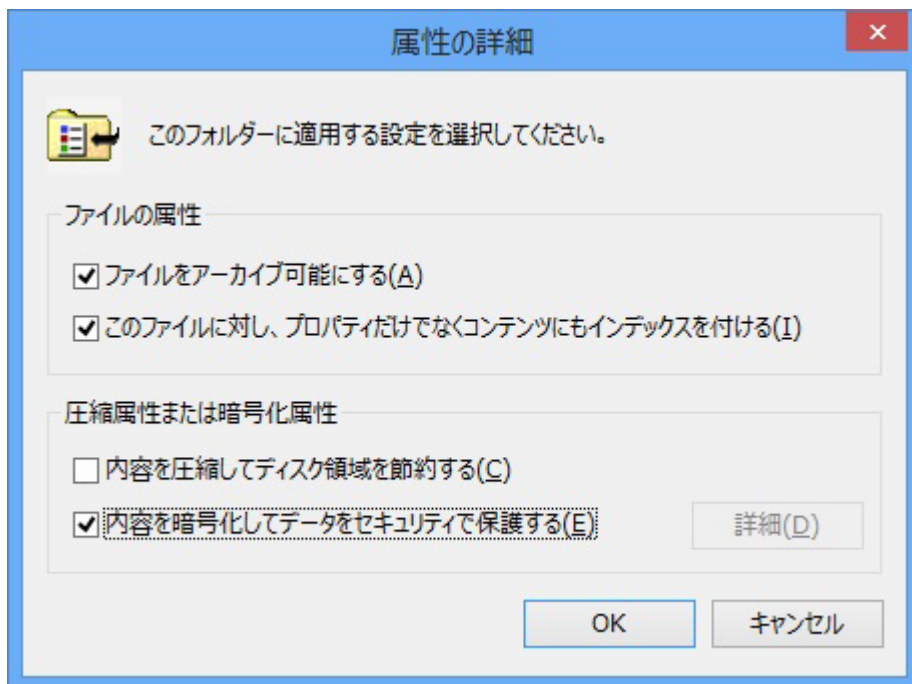 属性の詳細
このフォルダーに適用する設定を選択してください。
ファイルの属性
ファイルをアーカイブ可能にする(A)
このファイルに対し、プロパティだけでなくコンテンツにもインデックスを付ける(I)
圧縮属性または暗号化属性
内容を圧縮してディスク領域を節約する(C)
内容を暗号化してデータをセキュリティで保護する(E)
詳細(D)
OK
キャンセル